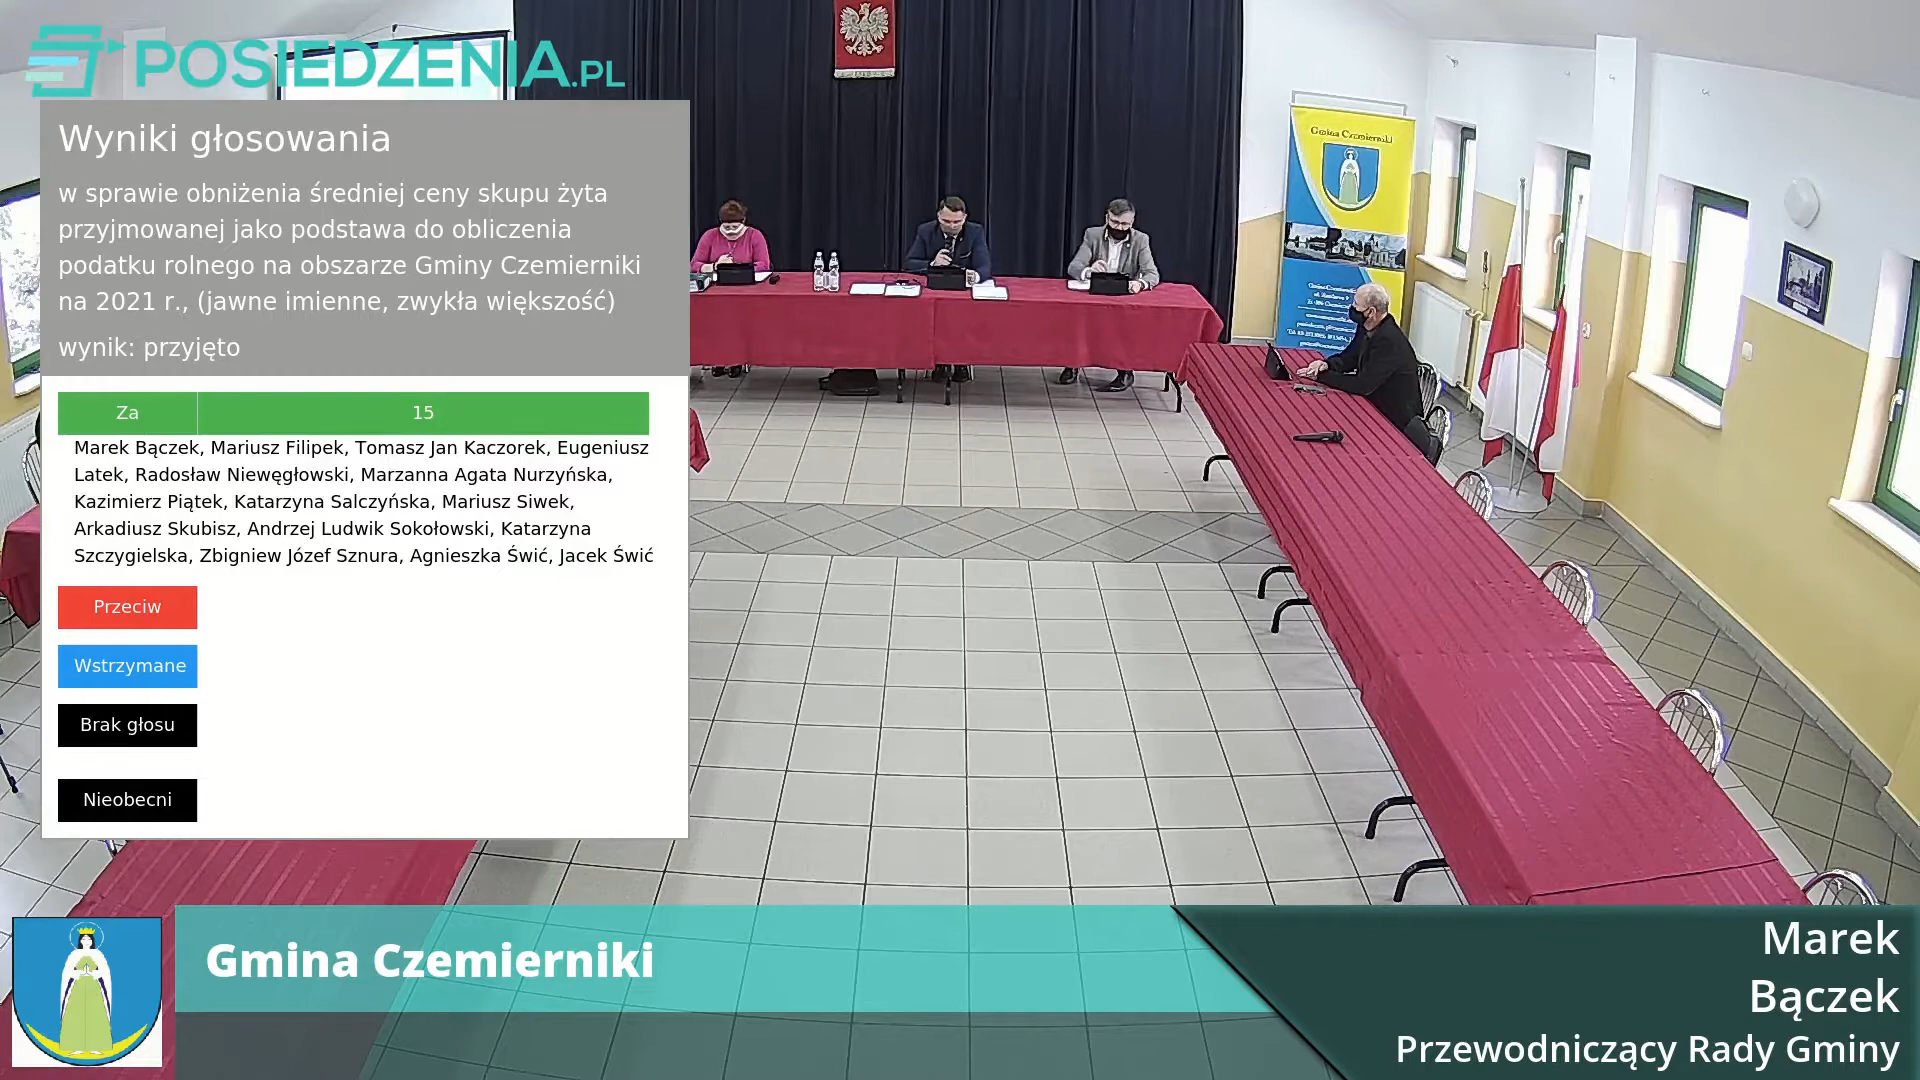 POSIEDZENIA.PL
Wyniki głosowania
w sprawie obniżenia średniej ceny skupu żyta
przyjmowanej jako podstawa do obliczenia
podatku rolnego na obszarze Gminy Czemierniki
na 2021 r., (jawne imienne, zwykła większość)
wynik: przyjęto
Za 15
Marek Bączek, Mariusz Filipek, Tomasz Jan Kaczorek, Eugeniusz
Latek, Radosław Niewęgłowski, Marzanna Agata Nurzyńska,
Kazimierz Piątek, Katarzyna Salczyńska, Mariusz Siwek,
Arkadiusz Skubisz, Andrzej Ludwik Sokołowski, Katarzyna
Szczygielska, Zbigniew Józef Sznura, Agnieszka Świć, Jacek Świć
Przeciw
Wstrzymane
Brak głosu
Nieobecni
Gmina Czemierniki
Gmina Czemierniki
Marek
Bączek
Przewodniczący Rady Gminy